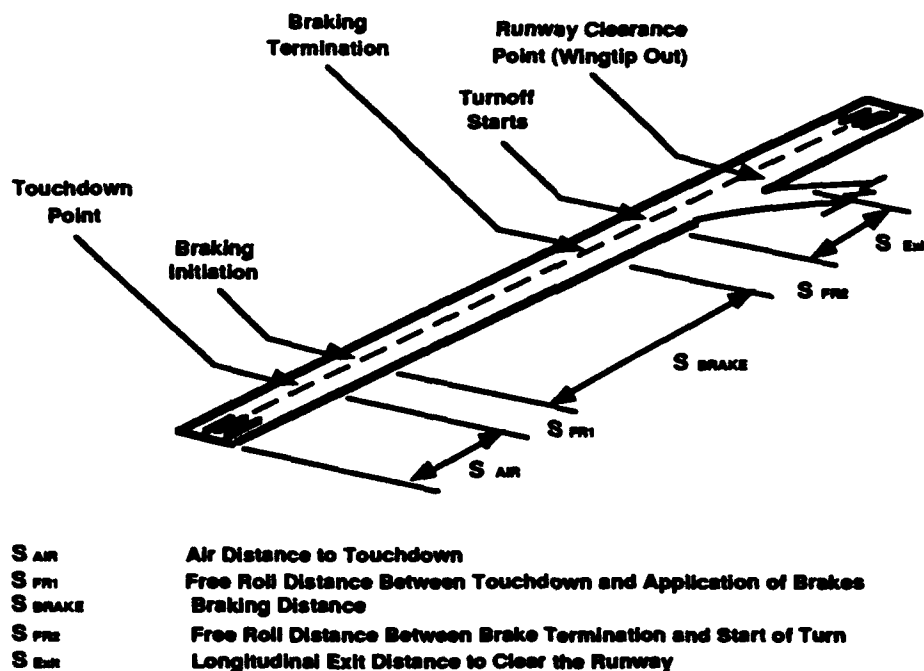 Braking
Termination
Runway Clearance
Point (Wingtip Out)
Turnoff
Starts
Touchdown
Point
Braking
Initiation
S Exit
S FR2
S BRAKE
S FR1
S AIR
S AIR Air Distance to Touchdown
S FR1 Free Roll Distance Between Touchdown and Application of Brakes
S BRAKE Braking Distance
S FR2 Free Roll Distance Between Brake Termination and Start of Turn
S Exit Longitudinal Exit Distance to Clear the Runway